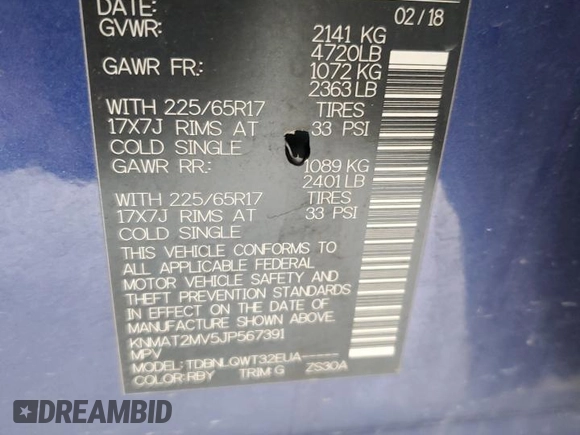 DATE: 02/18
GVWR: 2141 KG
4720LB
GAWR FR: 1072 KG
2363 LB
WITH 225/65R17 TIRES
17X7J RIMS AT 33 PSI
COLD SINGLE
GAWR RR: 1089 KG
2401 LB
WITH 225/65R17 TIRES
17X7J RIMS AT 33 PSI
COLD SINGLE
THIS VEHICLE CONFORMS TO
ALL APPLICABLE FEDERAL
MOTOR VEHICLE SAFETY AND
THEFT PREVENTION STANDARDS
IN EFFECT ON THE DATE OF
MANUFACTURE SHOWN ABOVE.
KNMAT2MV5JP567391
MPV
MODEL: TDBNLQWT32EUA-----
COLOR:RBY TRIM:G ZS30A
DREAMBID
dreambid.com